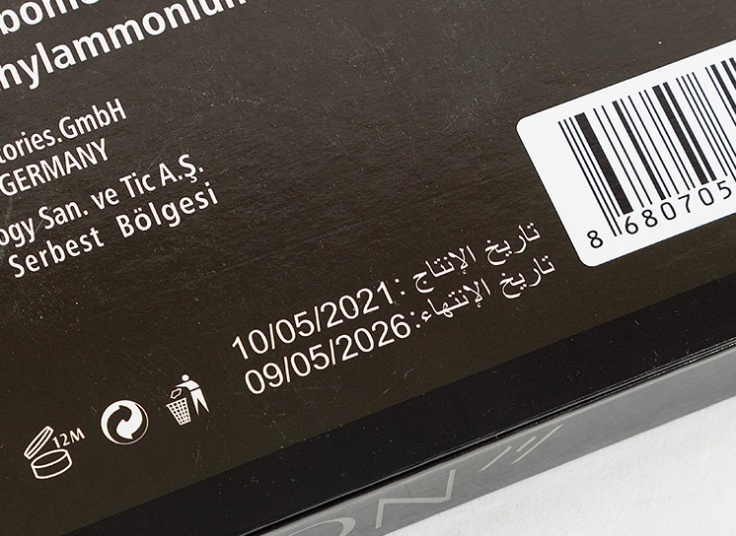 hylammonium
tories.GmbH
GERMANY
ogy San. ve Tic A.Ş.
Serbest Bölgesi
تاريخ الإنتاج: 10/05/2021
تاريخ الإنتهاء: 09/05/2026
8 680705
12M
ON